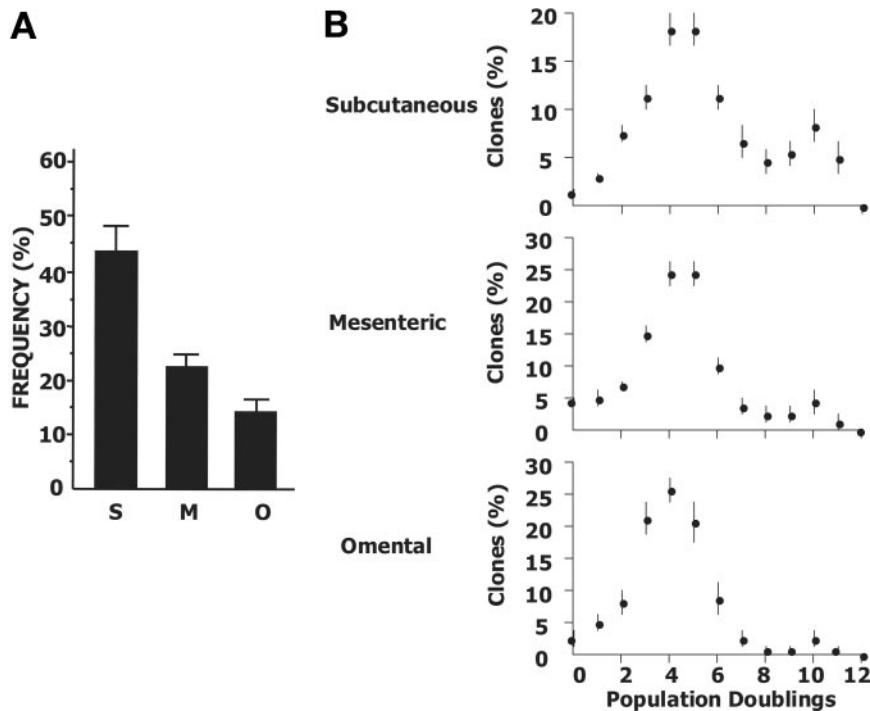 A
B
FREQUENCY (%)
60
50
40
30
20
10
0
S M O
Subcutaneous
Clones (%)
20
15
10
5
0
Mesenteric
Clones (%)
30
25
20
15
10
5
0
Omental
Clones (%)
30
25
20
15
10
5
0
0 2 4 6 8 10 12
Population Doublings